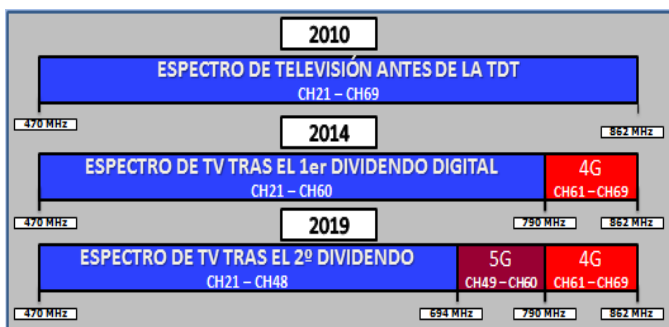 2010
ESPECTRO DE TELEVISIÓN ANTES DE LA TDT
CH21 – CH69
470 MHz
862 MHz
2014
ESPECTRO DE TV TRAS EL 1er DIVIDENDO DIGITAL
4G
CH21 – CH60
CH61 – CH69
470 MHz
790 MHz
862 MHz
2019
ESPECTRO DE TV TRAS EL 2º DIVIDENDO
5G
4G
CH21 – CH48
CH49 – CH60
CH61 – CH69
470 MHz
694 MHz
790 MHz
862 MHz